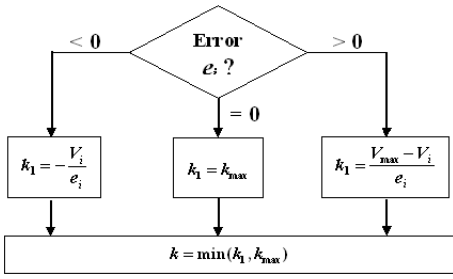 Error
< 0
> 0
e_i ?
= 0
k_1 = -V_i/e_i
k_1 = k_max
k_1 = (V_max - V_i)/e_i
k = min(k_1, k_max)